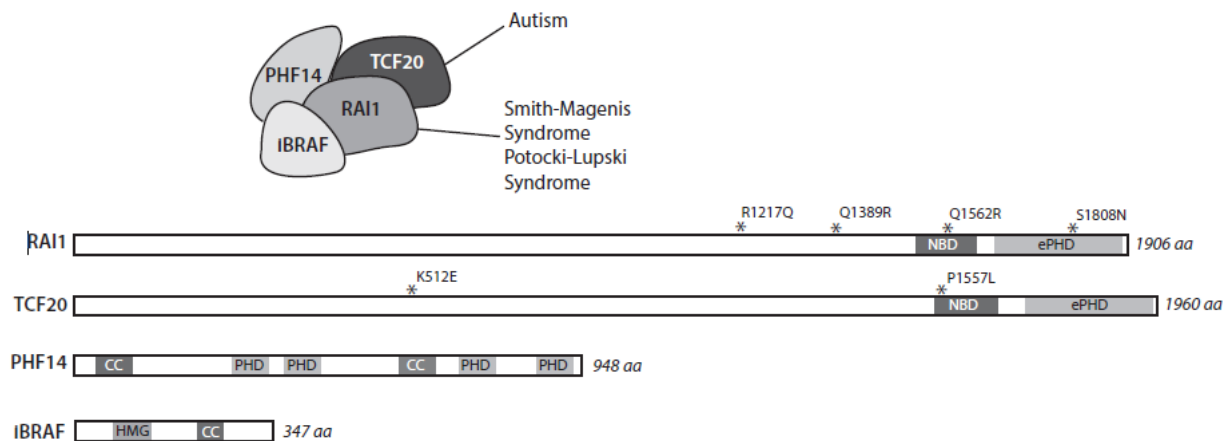 Autism
PHF14
TCF20
RAI1
iBRAF
Smith-Magenis
Syndrome
Potocki-Lupski
Syndrome
R1217Q
Q1389R
Q1562R
S1808N
*
*
*
*
RAI1
NBD
ePHD
1906 aa
K512E
P1557L
*
*
TCF20
NBD
ePHD
1960 aa
PHF14
CC
PHD
PHD
CC
PHD
PHD
948 aa
iBRAF
HMG
CC
347 aa